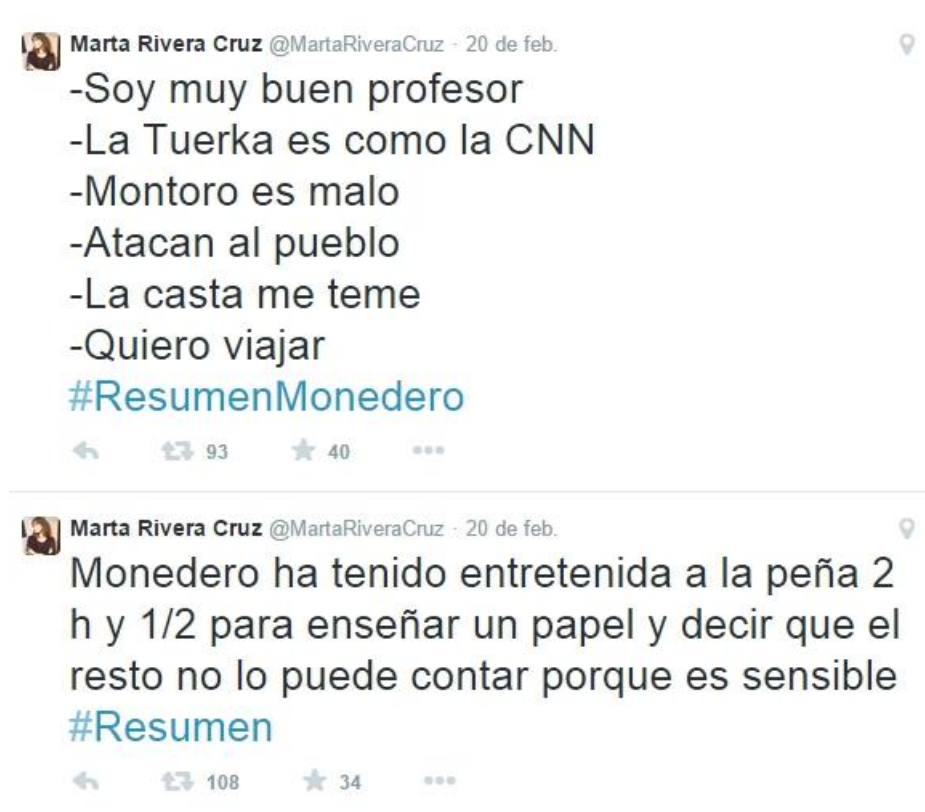 Marta Rivera Cruz @MartaRiveraCruz · 20 de feb.
-Soy muy buen profesor
-La Tuerka es como la CNN
-Montoro es malo
-Atacan al pueblo
-La casta me teme
-Quiero viajar
#ResumenMonedero
93 40
Marta Rivera Cruz @MartaRiveraCruz · 20 de feb.
Monedero ha tenido entretenida a la peña 2
h y 1/2 para enseñar un papel y decir que el
resto no lo puede contar porque es sensible
#Resumen
108 34